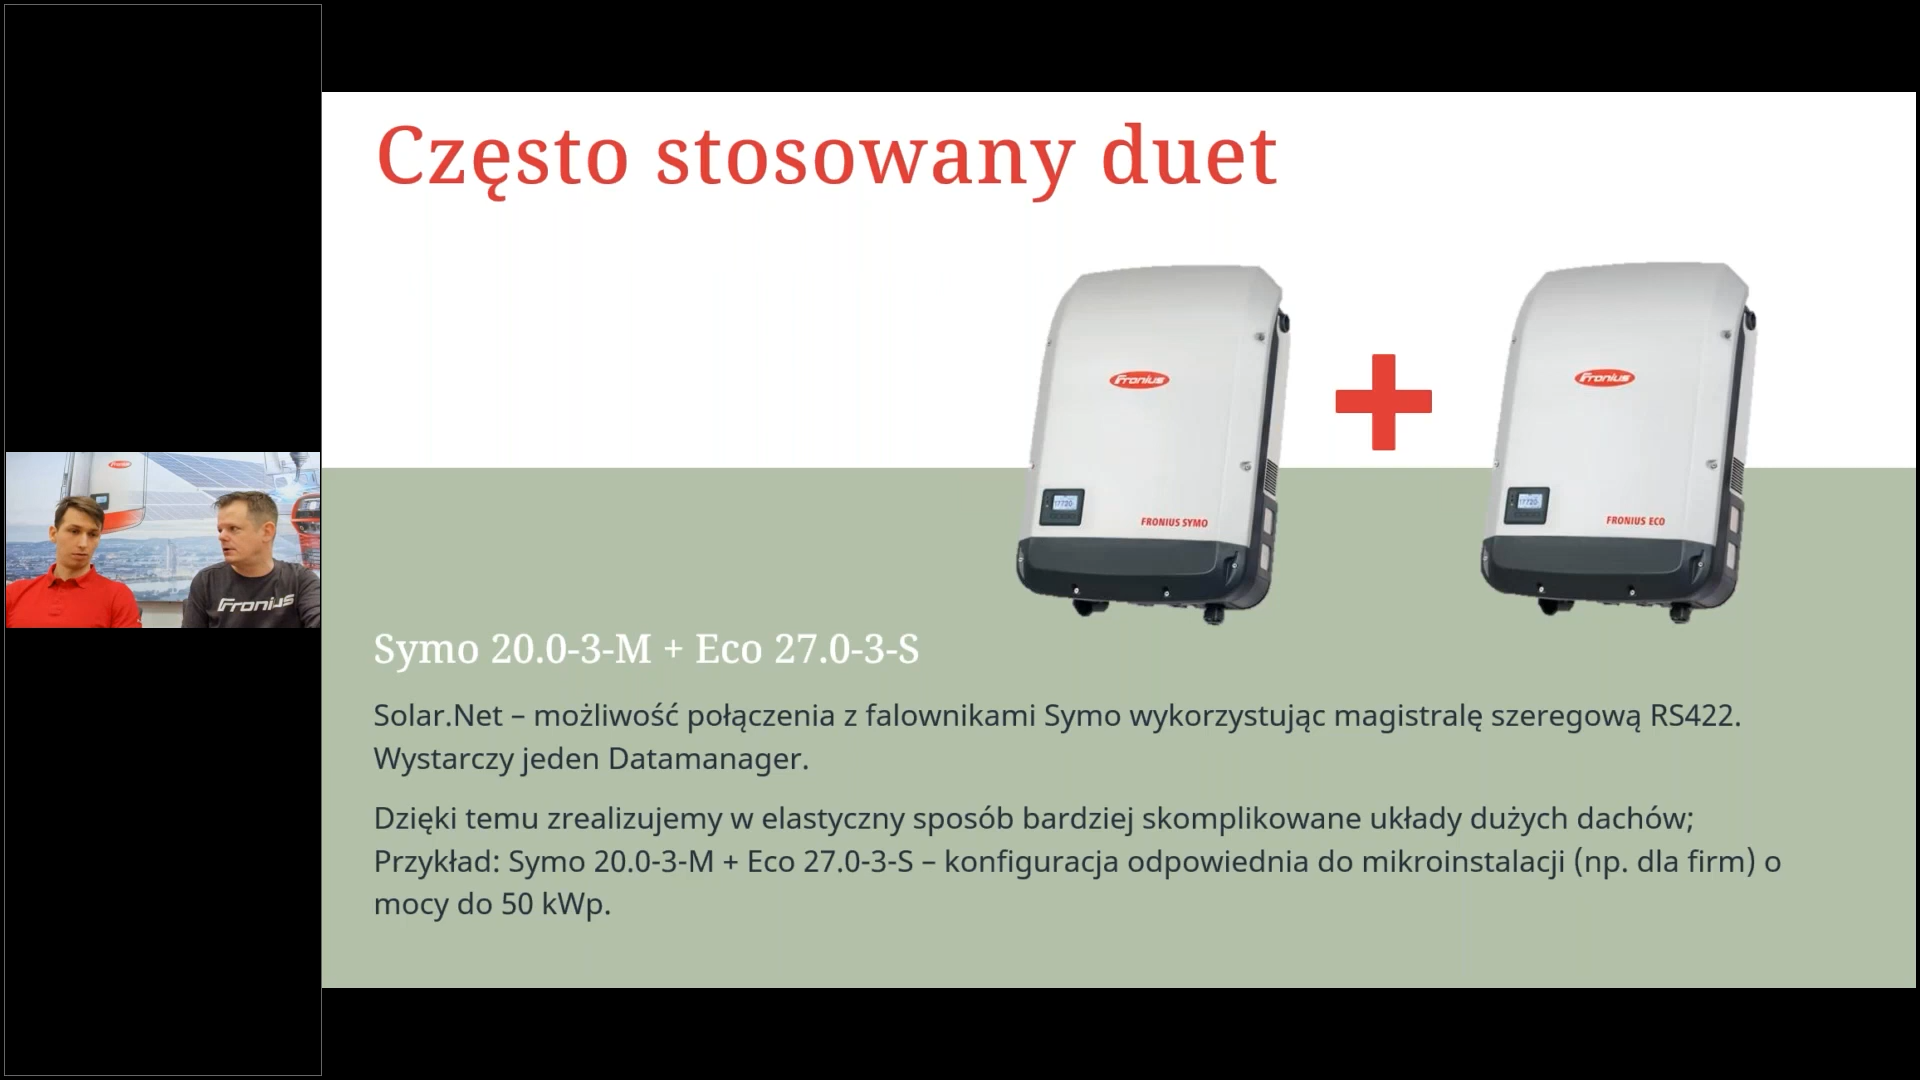 Często stosowany duet
Fronius
Fronius
FRONIUS SYMO
FRONIUS ECO
Fronius
Fronius
Symo 20.0-3-M + Eco 27.0-3-S
Solar.Net – możliwość połączenia z falownikami Symo wykorzystując magistralę szeregową RS422.
Wystarczy jeden Datamanager.
Dzięki temu zrealizujemy w elastyczny sposób bardziej skomplikowane układy dużych dachów;
Przykład: Symo 20.0-3-M + Eco 27.0-3-S – konfiguracja odpowiednia do mikroinstalacji (np. dla firm) o
mocy do 50 kWp.